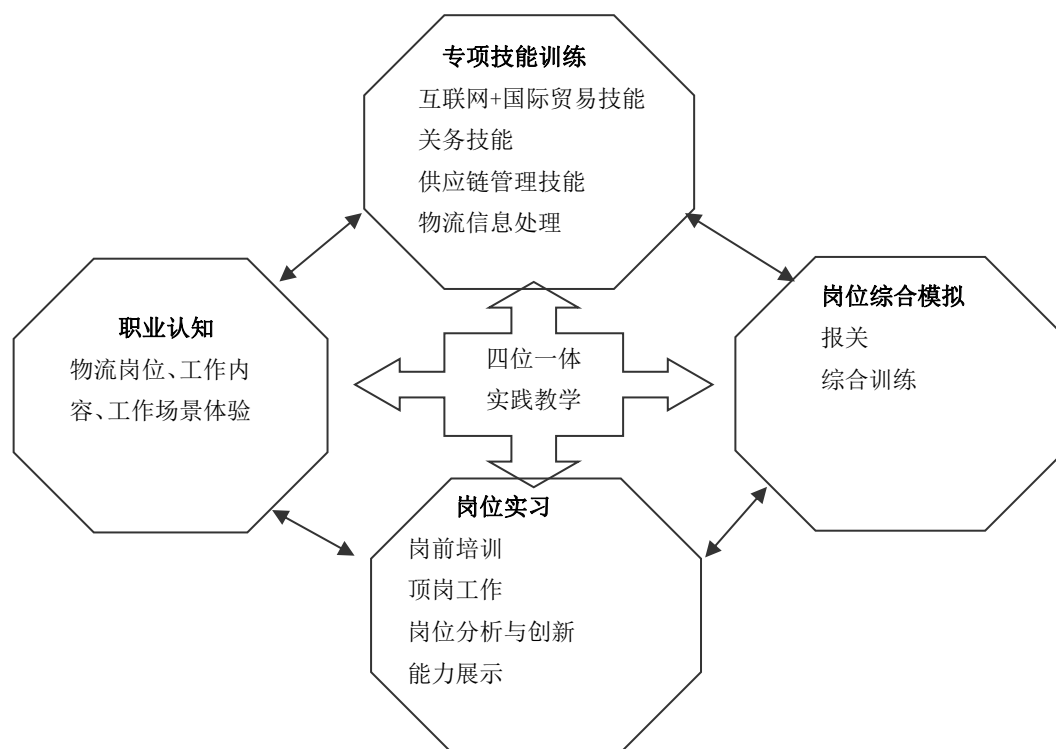 专项技能训练
互联网+国际贸易技能
关务技能
供应链管理技能
物流信息处理
职业认知
物流岗位、工作内
容、工作场景体验
四位一体
实践教学
岗位综合模拟
报关
综合训练
岗位实习
岗前培训
顶岗工作
岗位分析与创新
能力展示